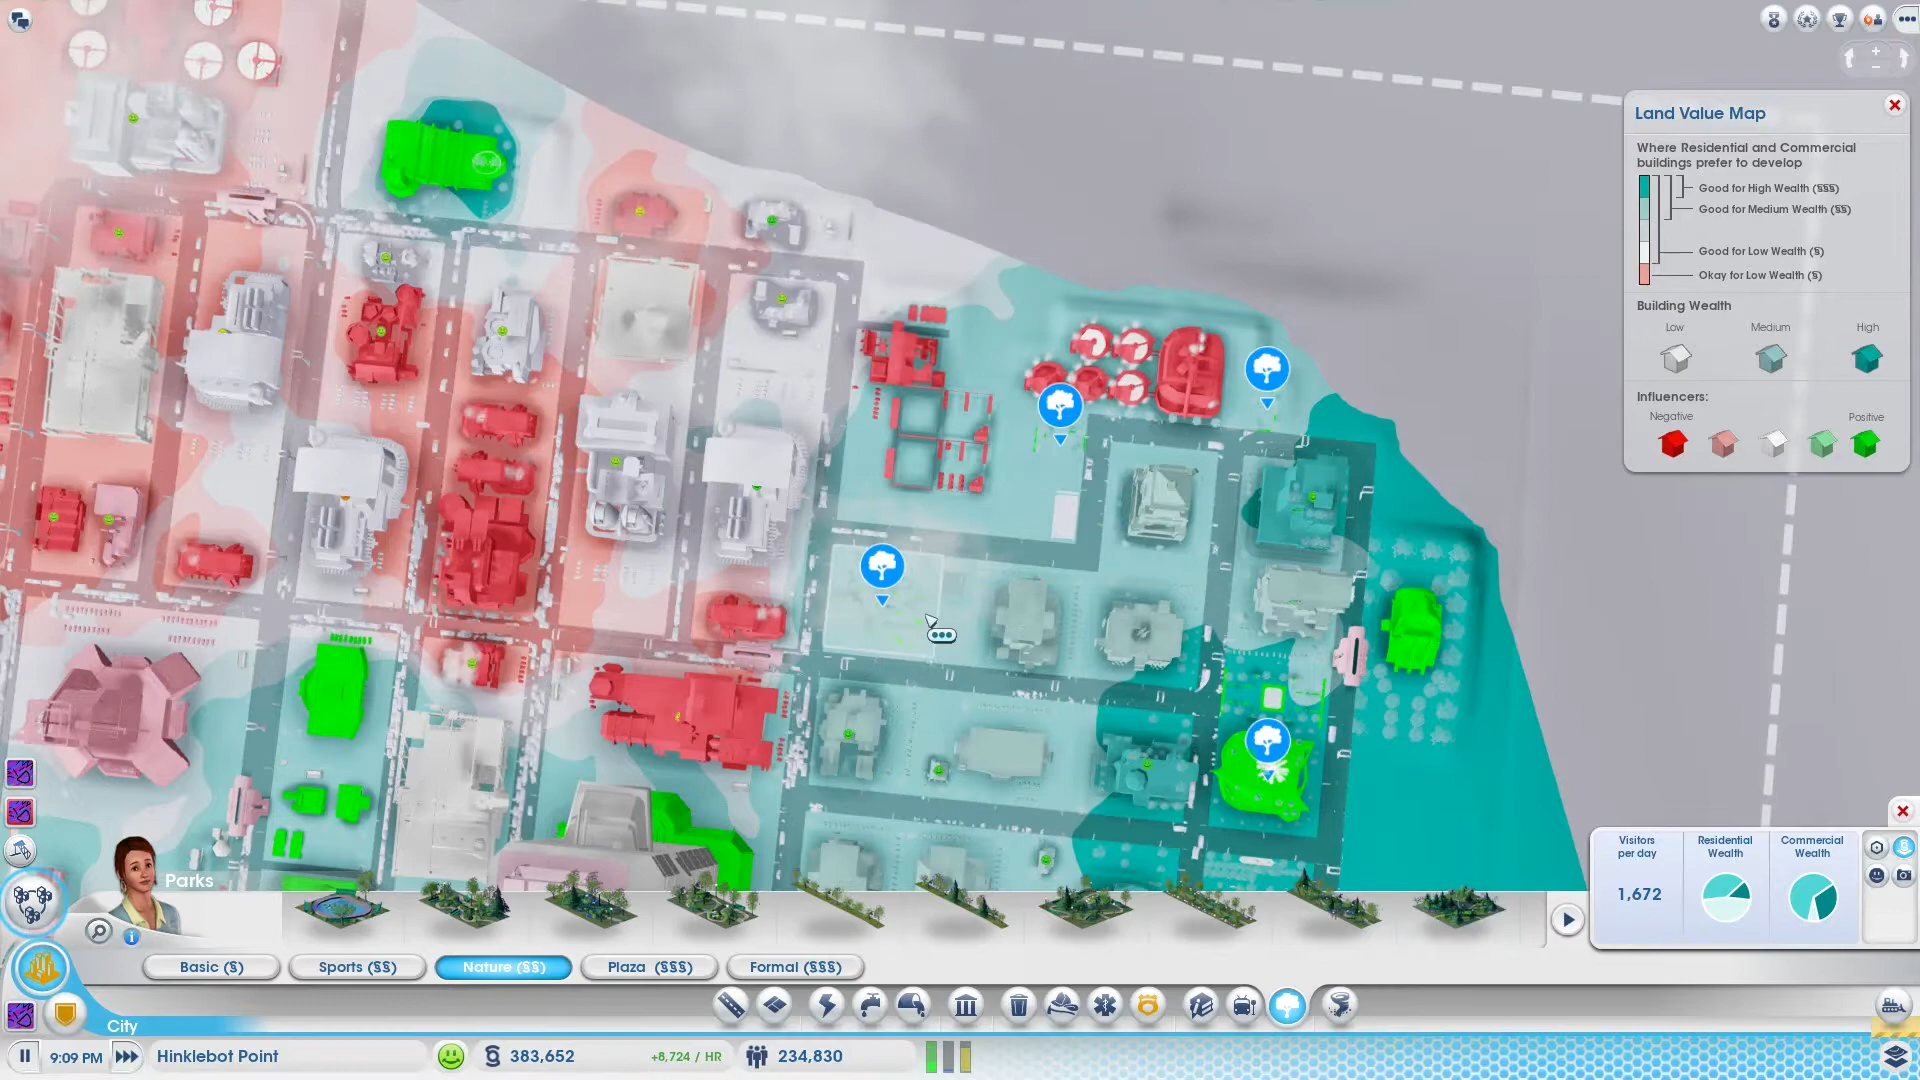 Land Value Map
Where Residential and Commercial
buildings prefer to develop
Good for High Wealth (§§§)
Good for Medium Wealth (§§)
Good for Low Wealth (§)
Okay for Low Wealth (§)
Building Wealth
Low Medium High
Influencers:
Negative Positive
Visitors
per day
Residential
Wealth
Commercial
Wealth
1,672
Parks
Basic (§) Sports (§§) Nature (§§) Plaza (§§§) Formal (§§§)
City
9:09 PM Hinklebot Point 383,652 +8,724 / HR 234,830